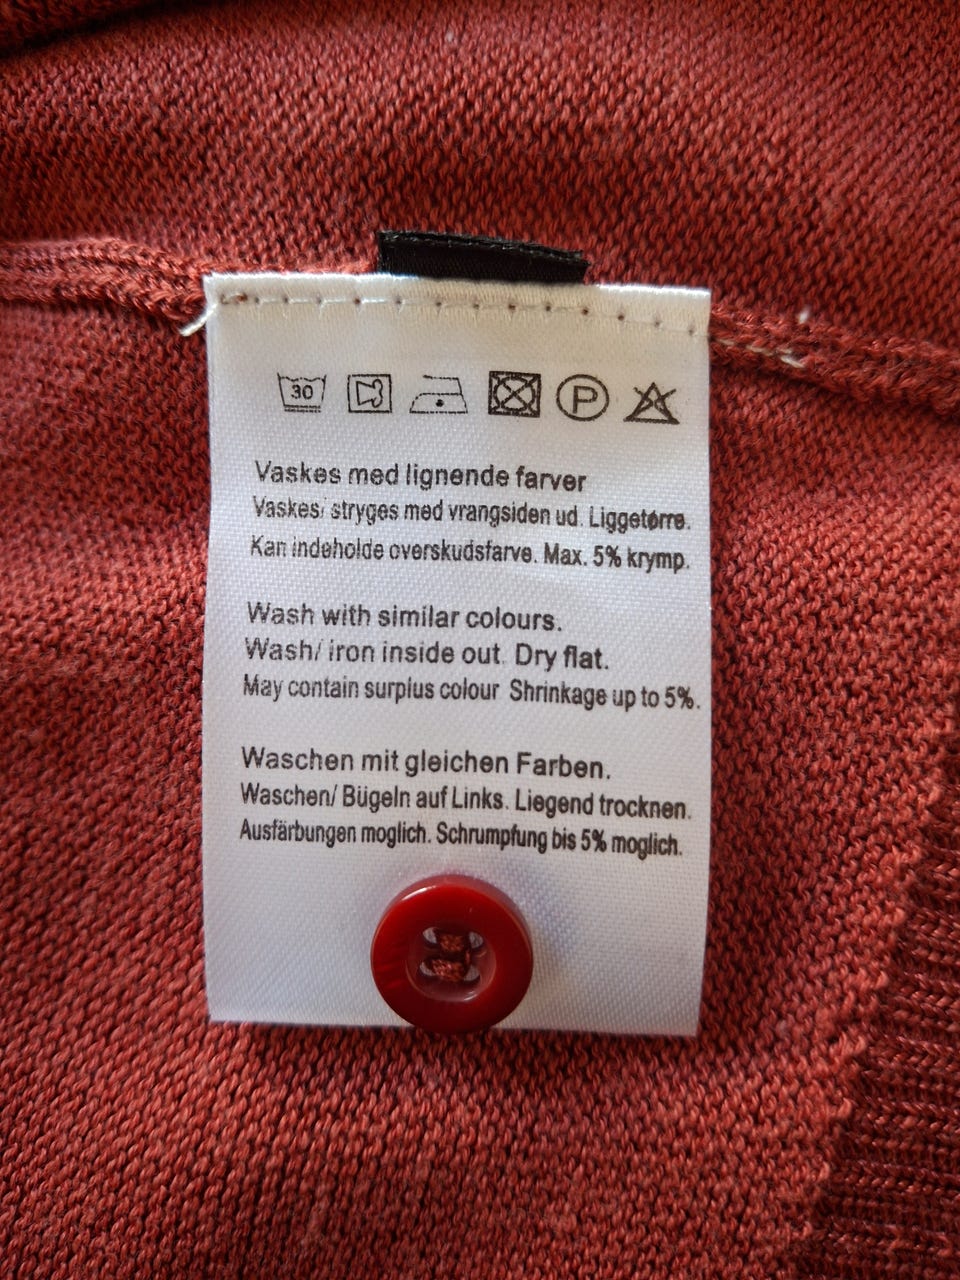 30 P
Vaskes med lignende farver
Vaskes/ stryges med vrangsiden ud. Liggetørre.
Kan indeholde overskudsfarve. Max. 5% krymp.
Wash with similar colours.
Wash/ iron inside out. Dry flat.
May contain surplus colour Shrinkage up to 5%.
Waschen mit gleichen Farben.
Waschen/ Bügeln auf Links. Liegend trocknen.
Ausfärbungen moglich. Schrumpfung bis 5% moglich.